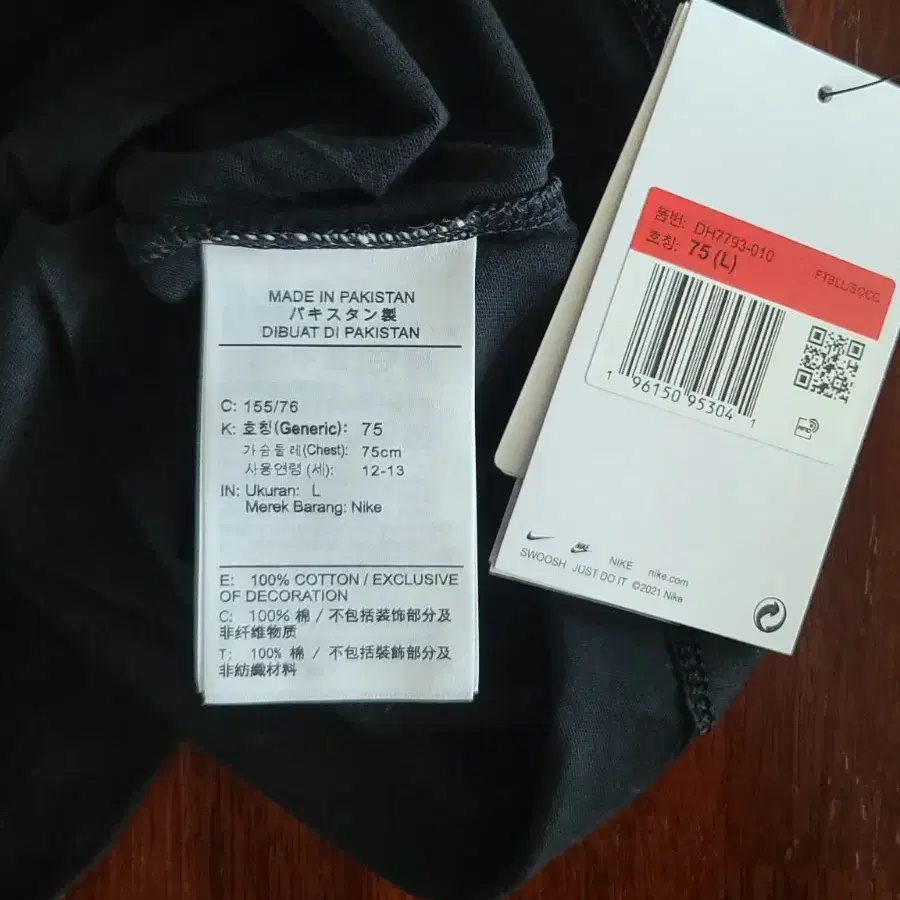 MADE IN PAKISTAN
パキスタン製
DIBUAT DI PAKISTAN
C: 155/76
K: 호칭(Generic): 75
가슴둘레(Chest): 75cm
사용연령 (세): 12-13
IN: Ukuran: L
Merek Barang: Nike
E: 100% COTTON / EXCLUSIVE
OF DECORATION
C: 100% 棉 / 不包括装饰部分及
非纤维物质
T: 100% 棉 / 不包括裝飾部分及
非紡織材料
품번: DH7793-010
호칭: 75 (L)
FTBLL/SOCC
1 96150 95304 1
RFID
NIKE
SWOOSH JUST DO IT nike.com
©2021 Nike